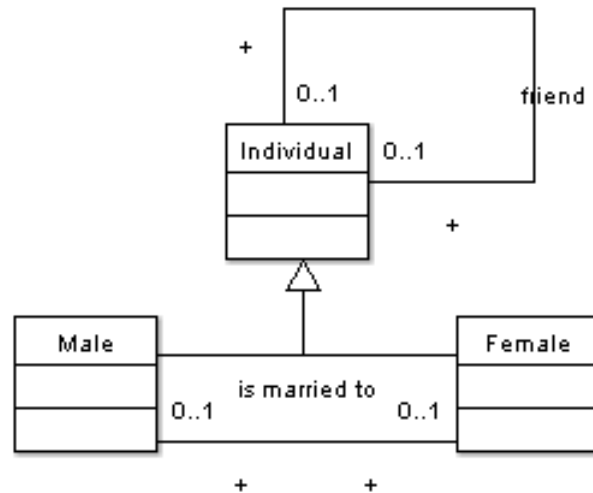 +
0..1
friend
Individual
0..1
+
Male
Female
is married to
0..1
0..1
+
+